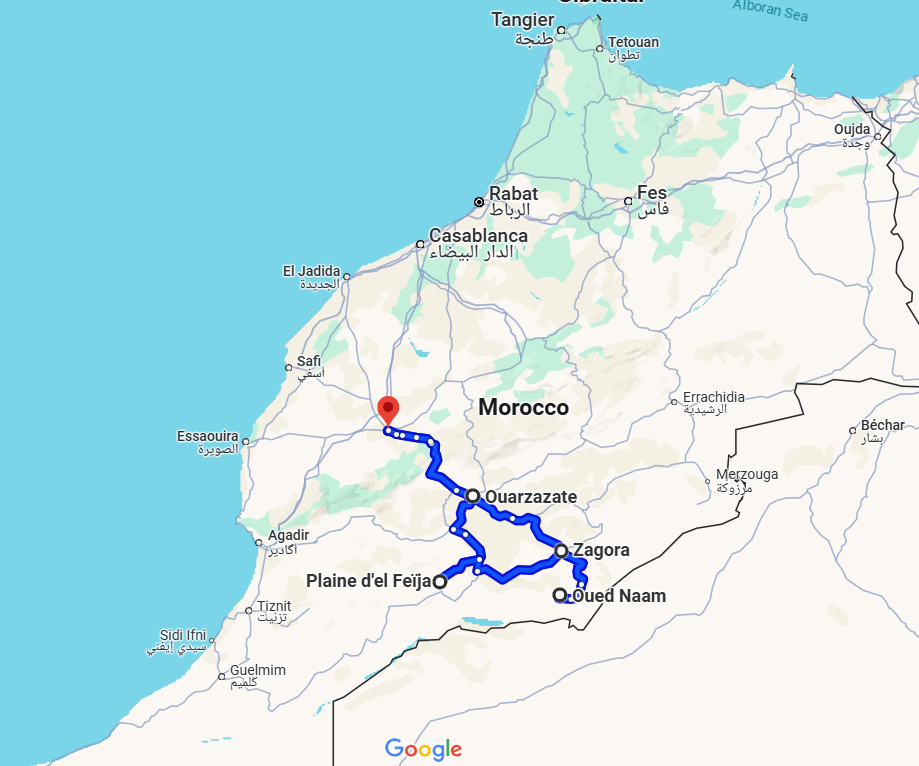 Gibraltar
Alboran Sea
Tangier
طنجة
Tetouan
تطوان
Oujda
وجدة
Rabat
الرباط
Fes
فاس
Casablanca
الدار البيضاء
El Jadida
الجديدة
Safi
أسفي
Morocco
Errachidia
الرشيدية
Essaouira
الصويرة
Béchar
بشار
Merzouga
مرزوكة
Ouarzazate
Agadir
أكادير
Zagora
Plaine d'el Feïja
Oued Naam
Tiznit
تزنيت
Sidi Ifni
سيدي إيفني
Guelmim
كلميم
Google